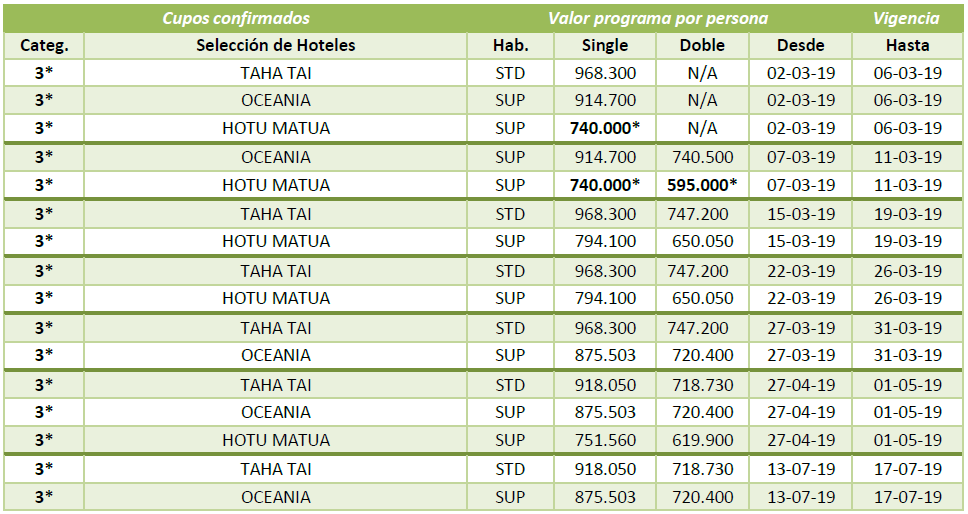 Cupos confirmados Valor programa por persona Vigencia
Categ. Selección de Hoteles Hab. Single Doble Desde Hasta
3* TAHA TAI STD 968.300 N/A 02-03-19 06-03-19
3* OCEANIA SUP 914.700 N/A 02-03-19 06-03-19
3* HOTU MATUA SUP 740.000* N/A 02-03-19 06-03-19
3* OCEANIA SUP 914.700 740.500 07-03-19 11-03-19
3* HOTU MATUA SUP 740.000* 595.000* 07-03-19 11-03-19
3* TAHA TAI STD 968.300 747.200 15-03-19 19-03-19
3* HOTU MATUA SUP 794.100 650.050 15-03-19 19-03-19
3* TAHA TAI STD 968.300 747.200 22-03-19 26-03-19
3* HOTU MATUA SUP 794.100 650.050 22-03-19 26-03-19
3* TAHA TAI STD 968.300 747.200 27-03-19 31-03-19
3* OCEANIA SUP 875.503 720.400 27-03-19 31-03-19
3* TAHA TAI STD 918.050 718.730 27-04-19 01-05-19
3* OCEANIA SUP 875.503 720.400 27-04-19 01-05-19
3* HOTU MATUA SUP 751.560 619.900 27-04-19 01-05-19
3* TAHA TAI STD 918.050 718.730 13-07-19 17-07-19
3* OCEANIA SUP 875.503 720.400 13-07-19 17-07-19